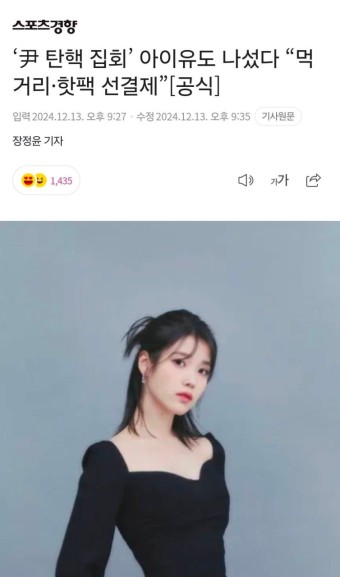 스포츠경향
‘尹 탄핵 집회’ 아이유도 나섰다 “먹
거리·핫팩 선결제”[공식]
입력 2024.12.13. 오후 9:27 · 수정 2024.12.13. 오후 9:35 기사원문
장정윤 기자
1,435 가가